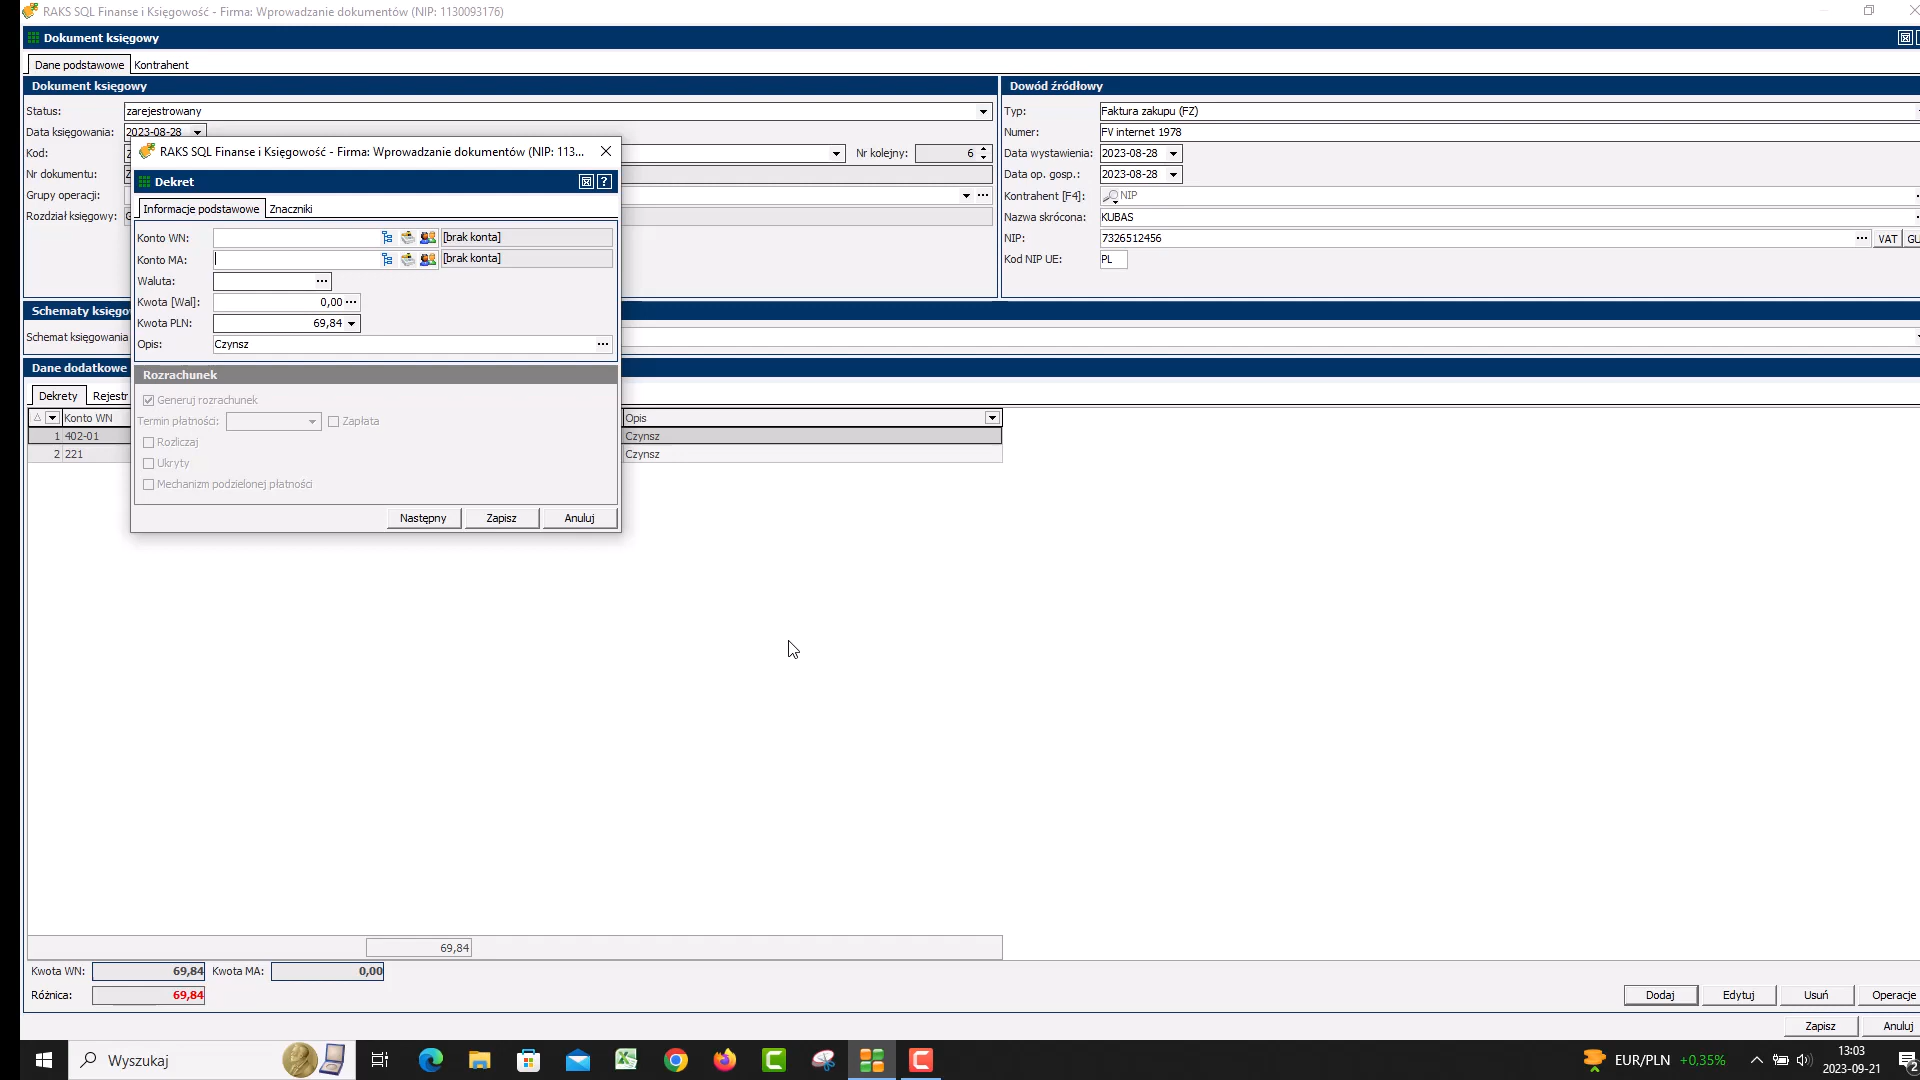 RAKS SQL Finanse i Księgowość - Firma: Wprowadzanie dokumentów (NIP: 1130093176)
Dokument księgowy
Dane podstawowe Kontrahent
Dokument księgowy
Status: zarejestrowany
Data księgowania: 2023-08-28
Kod: Nr kolejny: 6
Nr dokumentu:
Grupy operacji:
Rozdział księgowy:
Dowód źródłowy
Typ: Faktura zakupu (FZ)
Numer: FV internet 1978
Data wystawienia: 2023-08-28
Data op. gosp.: 2023-08-28
Kontrahent [F4]: NIP
Nazwa skrócona: KUBAS
NIP: 7326512456 ... VAT GU
Kod NIP UE: PL
RAKS SQL Finanse i Księgowość - Firma: Wprowadzanie dokumentów (NIP: 113...
Dekret
Informacje podstawowe Znaczniki
Konto WN: [brak konta]
Konto MA: [brak konta]
Waluta: ...
Kwota [Wal]: 0,00 ...
Kwota PLN: 69,84
Opis: Czynsz ...
Rozrachunek
Generuj rozrachunek
Termin płatności: Zapłata
Rozliczaj
Ukryty
Mechanizm podzielonej płatności
Następny Zapisz Anuluj
Schematy księgo
Schemat księgowania
Dane dodatkowe
Dekrety Rejestr
Konto WN Opis
1 402-01 Czynsz
2 221 Czynsz
69,84
Kwota WN: 69,84 Kwota MA: 0,00
Różnica: 69,84
Dodaj Edytuj Usuń Operacje
Zapisz Anuluj
Wyszukaj
EUR/PLN +0,35%
13:03
2023-09-21
2